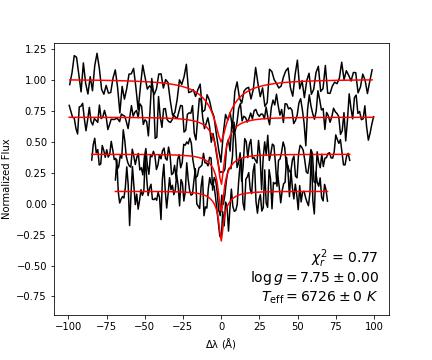 1.25
1.00
0.75
0.50
0.25
0.00
−0.25
−0.50
−0.75
Normalized Flux
χ²ᵣ = 0.77
log g = 7.75 ± 0.00
T_eff = 6726 ± 0 K
−100 −75 −50 −25 0 25 50 75 100
Δλ (Å)